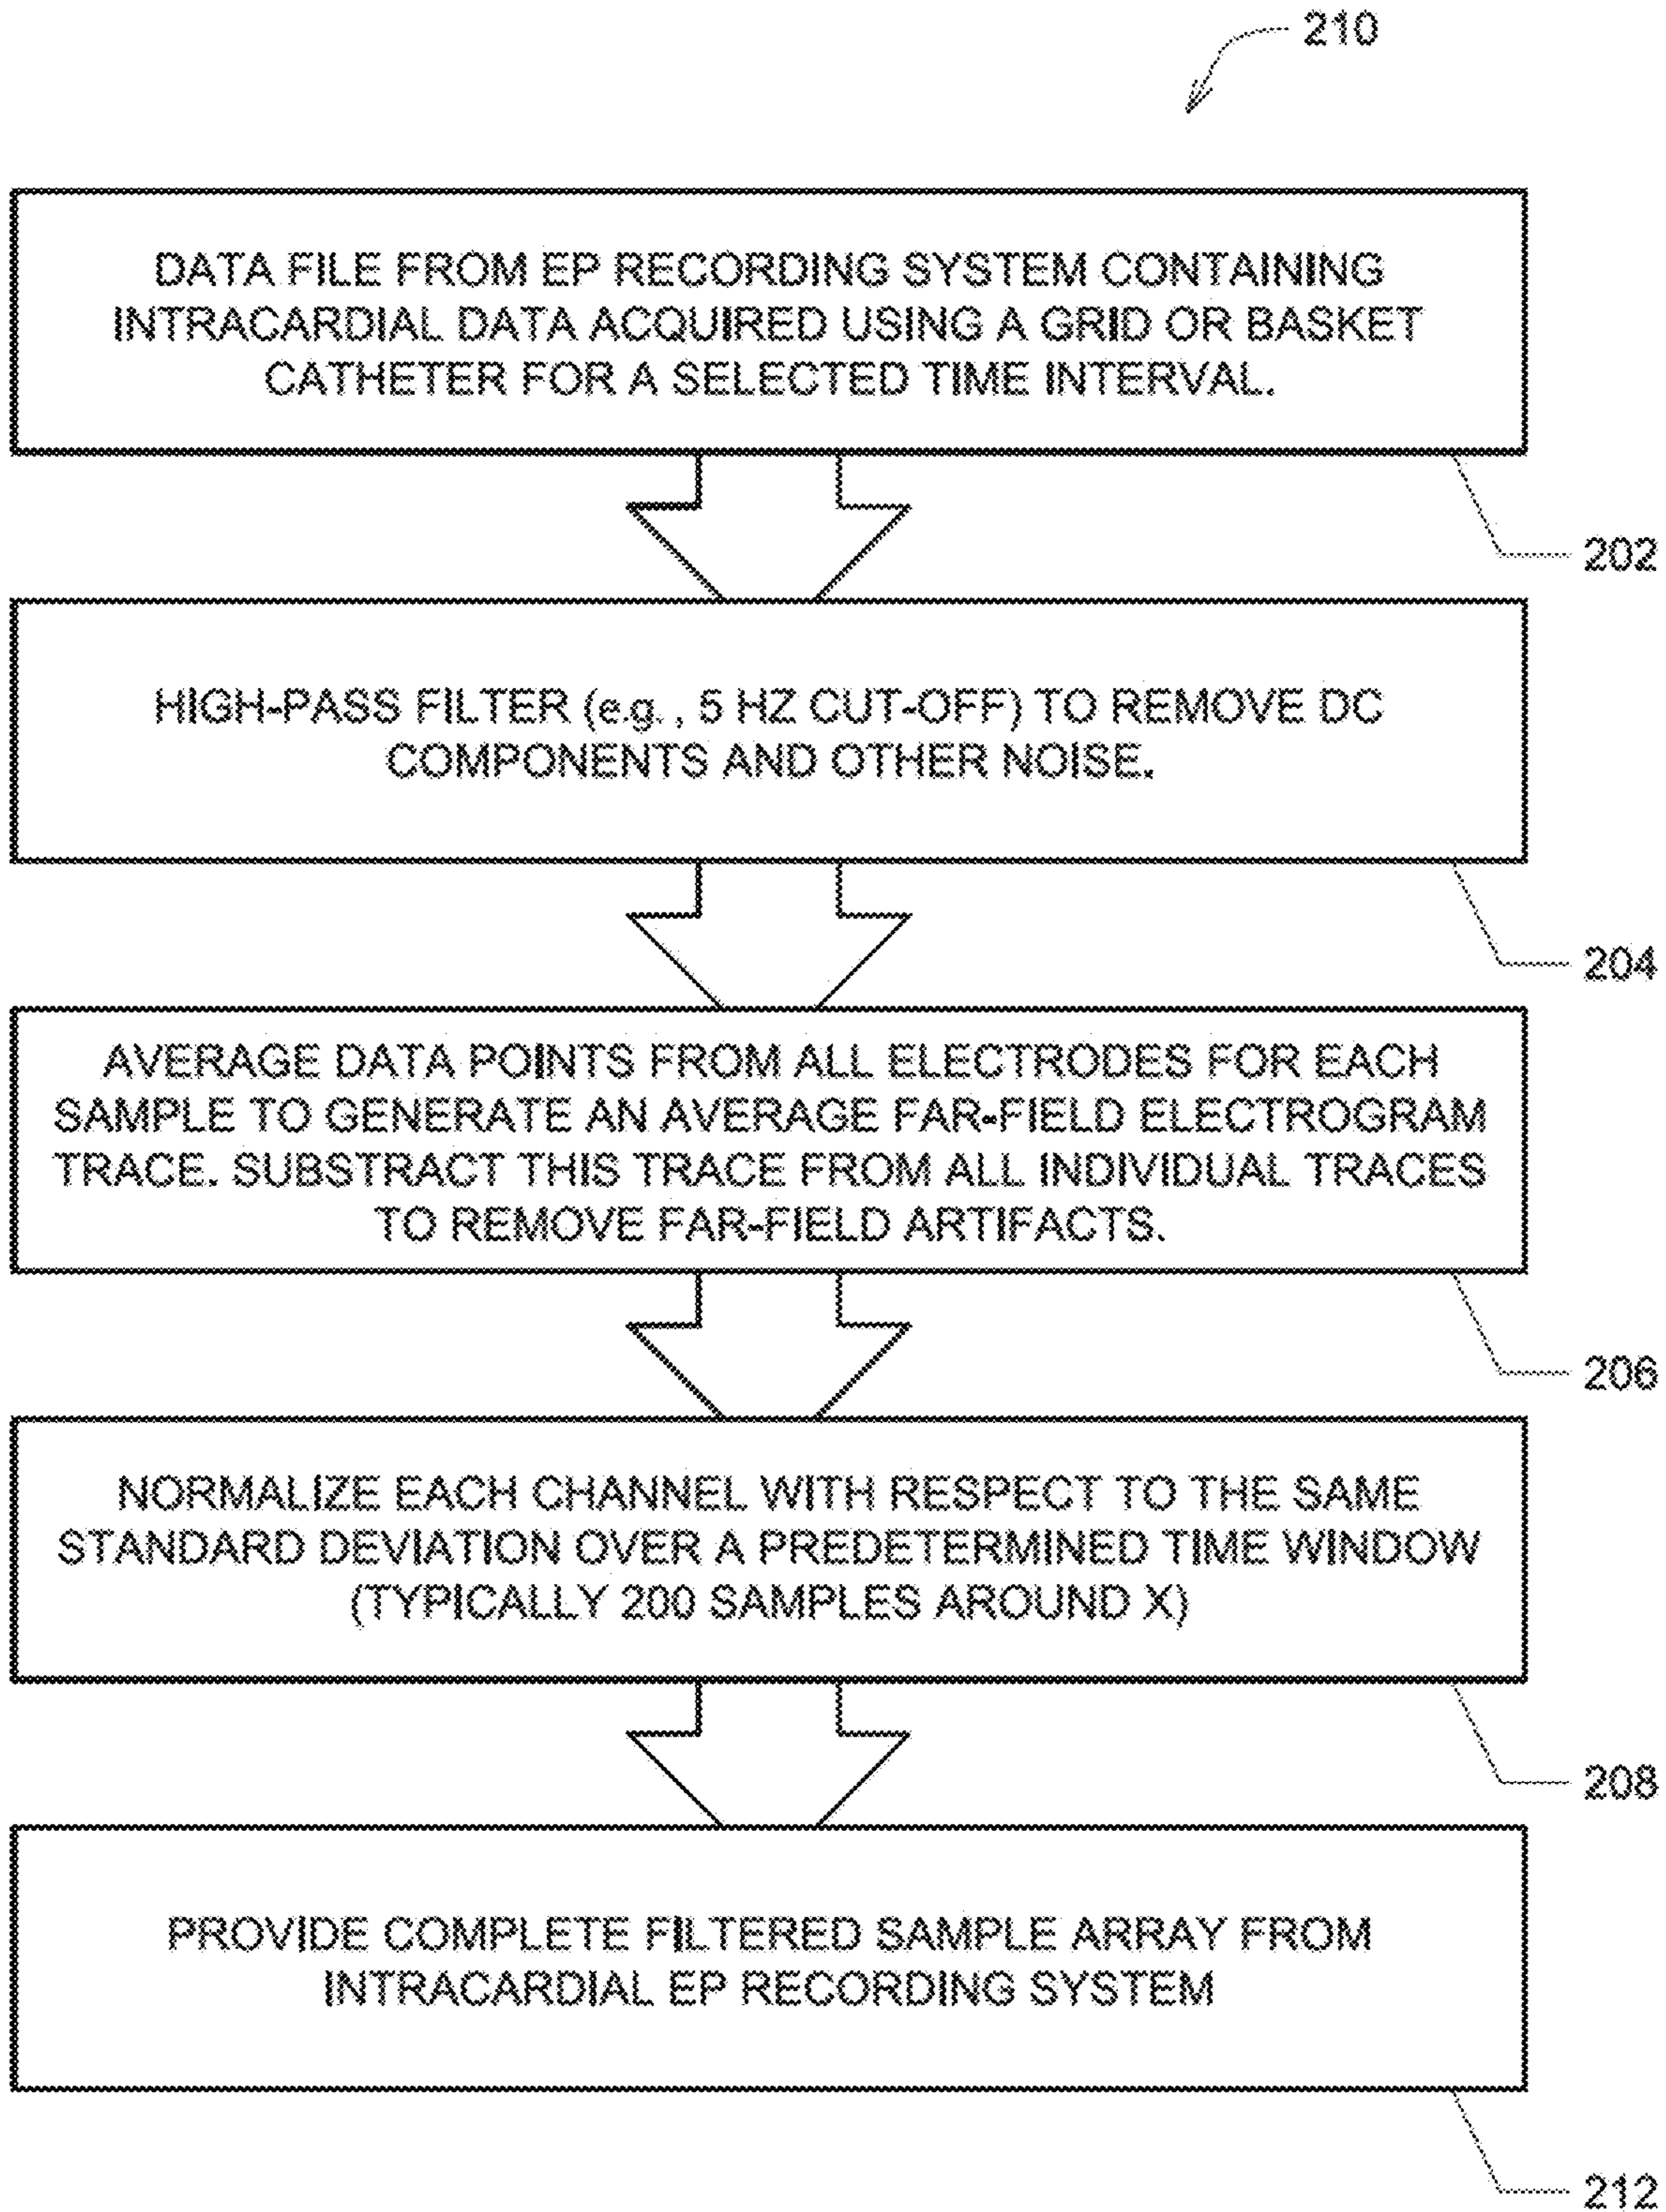 210
DATA FILE FROM EP RECORDING SYSTEM CONTAINING
INTRACARDIAL DATA ACQUIRED USING A GRID OR BASKET
CATHETER FOR A SELECTED TIME INTERVAL.
202
HIGH-PASS FILTER (e.g., 5 HZ CUT-OFF) TO REMOVE DC
COMPONENTS AND OTHER NOISE.
204
AVERAGE DATA POINTS FROM ALL ELECTRODES FOR EACH
SAMPLE TO GENERATE AN AVERAGE FAR-FIELD ELECTROGRAM
TRACE. SUBSTRACT THIS TRACE FROM ALL INDIVIDUAL TRACES
TO REMOVE FAR-FIELD ARTIFACTS.
206
NORMALIZE EACH CHANNEL WITH RESPECT TO THE SAME
STANDARD DEVIATION OVER A PREDETERMINED TIME WINDOW
(TYPICALLY 200 SAMPLES AROUND X)
208
PROVIDE COMPLETE FILTERED SAMPLE ARRAY FROM
INTRACARDIAL EP RECORDING SYSTEM
212